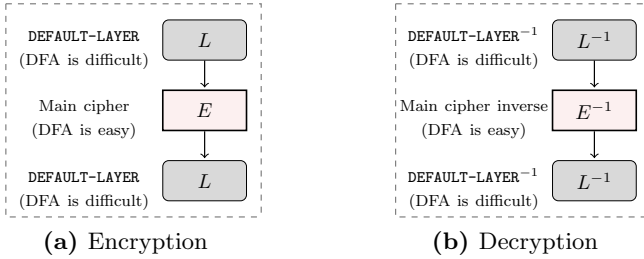 DEFAULT-LAYER
(DFA is difficult)
L
Main cipher
(DFA is easy)
E
DEFAULT-LAYER
(DFA is difficult)
L
(a) Encryption
DEFAULT-LAYER⁻¹
(DFA is difficult)
L⁻¹
Main cipher inverse
(DFA is easy)
E⁻¹
DEFAULT-LAYER⁻¹
(DFA is difficult)
L⁻¹
(b) Decryption